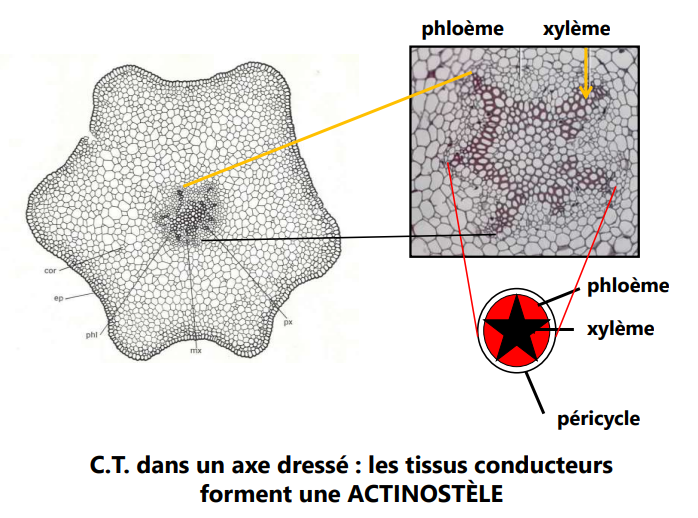 phloème
xylème
cor
ep
phl
mx
px
phloème
xylème
péricycle
C.T. dans un axe dressé : les tissus conducteurs
forment une ACTINOSTÈLE